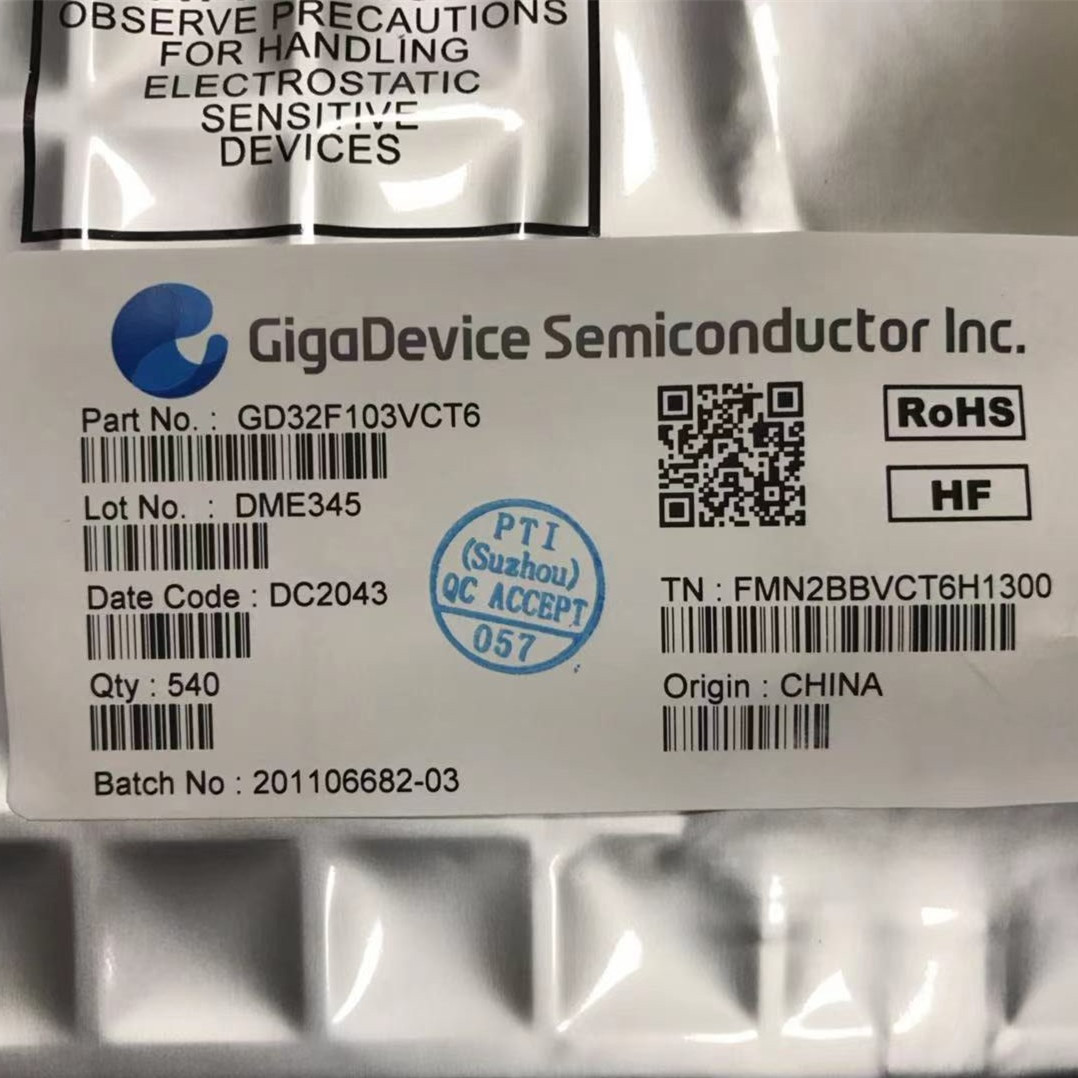 OBSERVE PRECAUTIONS
FOR HANDLING
ELECTROSTATIC
SENSITIVE
DEVICES
GigaDevice Semiconductor Inc.
Part No. : GD32F103VCT6
RoHS
HF
Lot No. : DME345
Date Code : DC2043
PTI
(Suzhou)
QC ACCEPT
057
TN : FMN2BBVCT6H1300
Qty : 540
Origin : CHINA
Batch No : 201106682-03